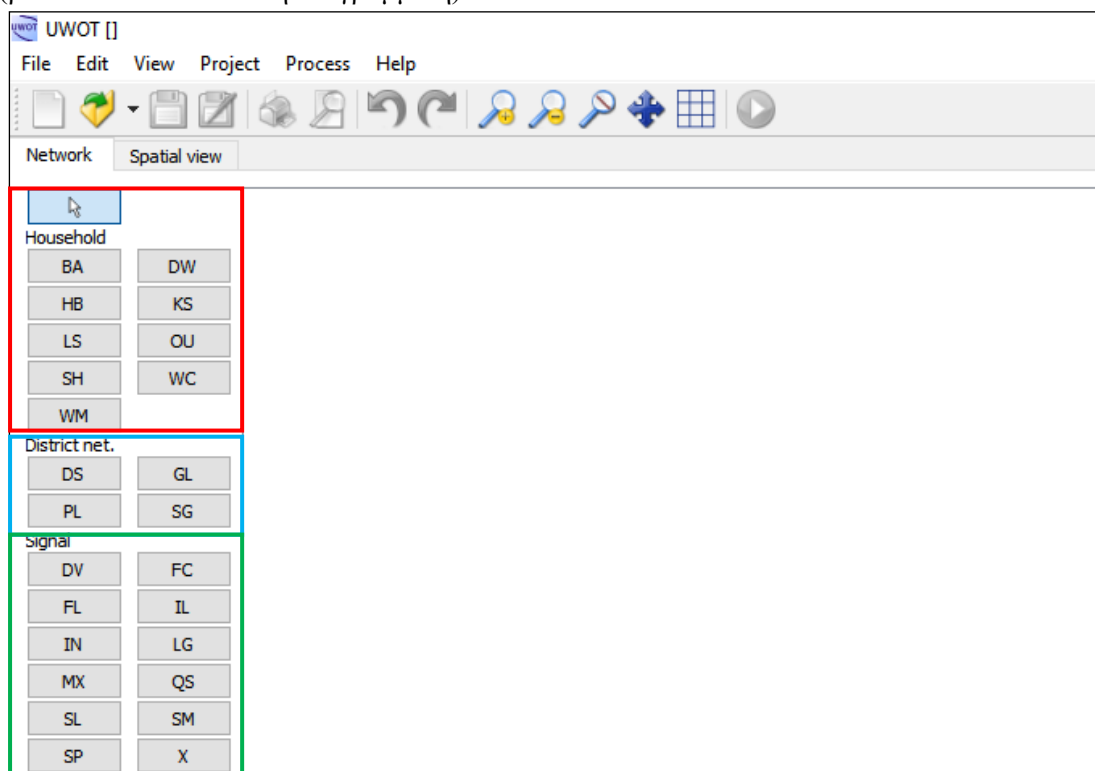 UWOT UWOT []
File Edit View Project Process Help
Network Spatial view
Household
BA DW
HB KS
LS OU
SH WC
WM
District net.
DS GL
PL SG
Signal
DV FC
FL IL
IN LG
MX QS
SL SM
SP X